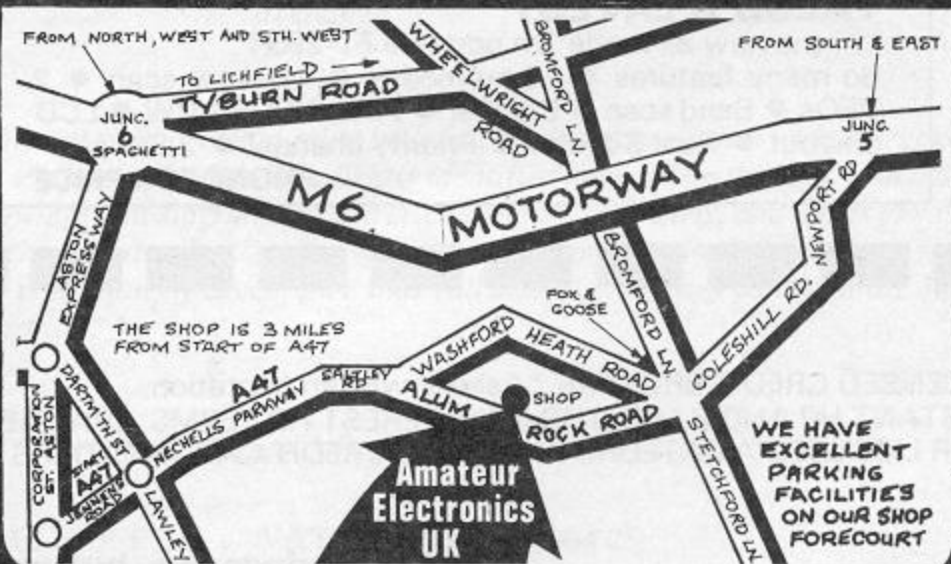 FROM NORTH, WEST AND STH. WEST
TO LICHFIELD
TYBURN ROAD
WHEELWRIGHT
ROAD
BROMFORD
LN.
FROM SOUTH & EAST
JUNC.
6
SPAGHETTI
JUNC.
5
M6
MOTORWAY
NEWPORT RD
ASTON
EXPRESSWAY
BROMFORD LN.
FOX &
GOOSE
COLESHILL RD.
THE SHOP IS 3 MILES
FROM START OF A47
WASHFORD HEATH ROAD
A47
NECHELLS PARKWAY
SALTLEY
RD
ALUM
SHOP
ROCK ROAD
DARTM'TH ST
CORPORATION
ST. ASTON
START
A47
JENNENS
ROAD
LAWLEY
STETCHFORD LN.
Amateur
Electronics
UK
WE HAVE
EXCELLENT
PARKING
FACILITIES
ON OUR SHOP
FORECOURT